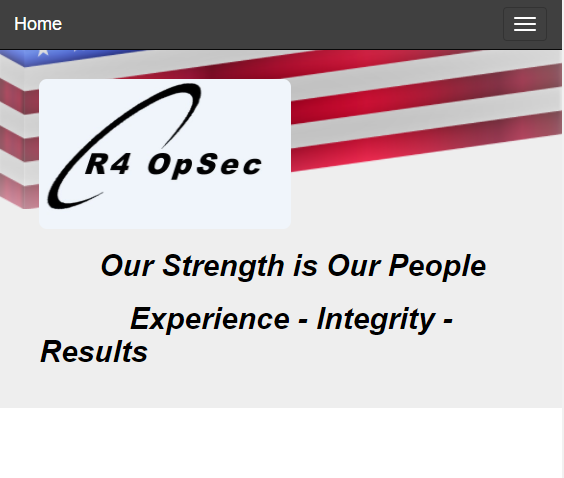 Home
R4 OpSec
Our Strength is Our People
Experience - Integrity -
Results